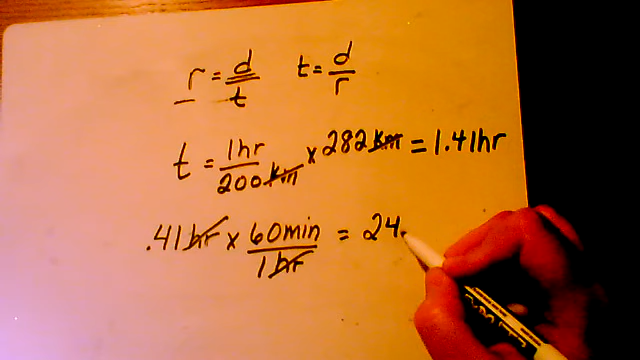 r = d/t t = d/r
t = 1hr/200km × 282km = 1.41hr
.41hr × 60min/1hr = 24.